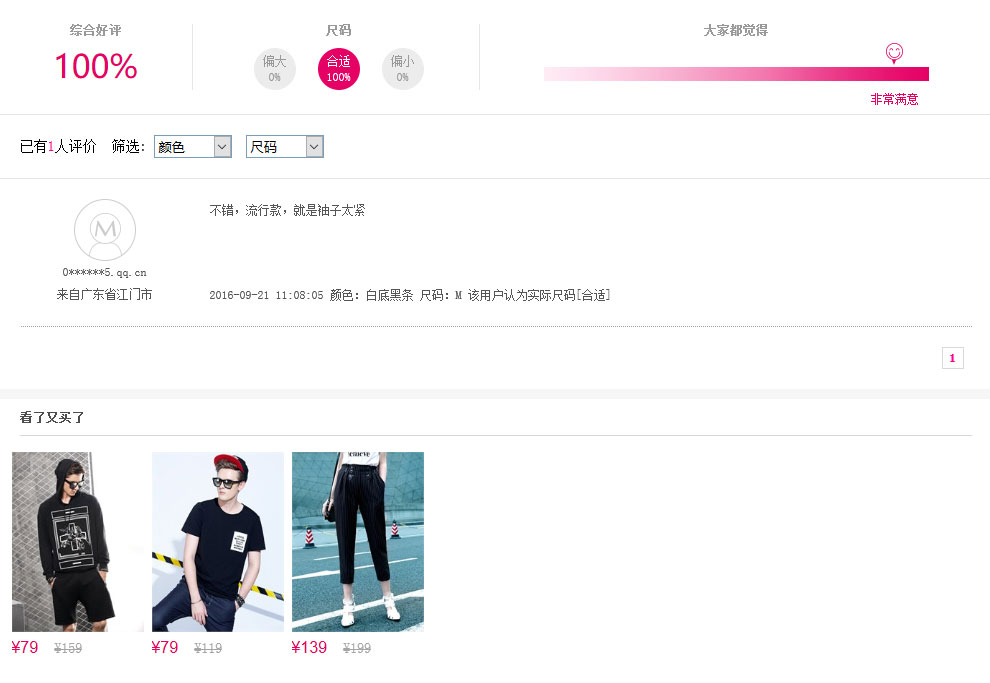 综合好评
100%
尺码
偏大
0%
合适
100%
偏小
0%
大家都觉得
非常满意
已有1人评价 筛选: 颜色 尺码
不错，流行款，就是袖子太紧
M
0******5.qq.cn
来自广东省江门市
2016-09-21 11:08:05 颜色：白底黑条 尺码：M 该用户认为实际尺码[合适]
1
看了又买了
¥79 ¥159
¥79 ¥119
¥139 ¥199